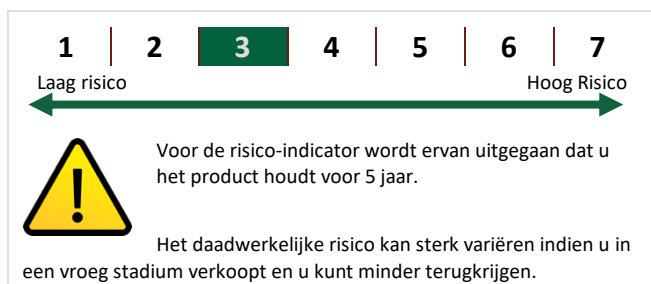 1 2 3 4 5 6 7
Laag risico Hoog Risico
Voor de risico-indicator wordt ervan uitgegaan dat u
het product houdt voor 5 jaar.
Het daadwerkelijke risico kan sterk variëren indien u in
een vroeg stadium verkoopt en u kunt minder terugkrijgen.